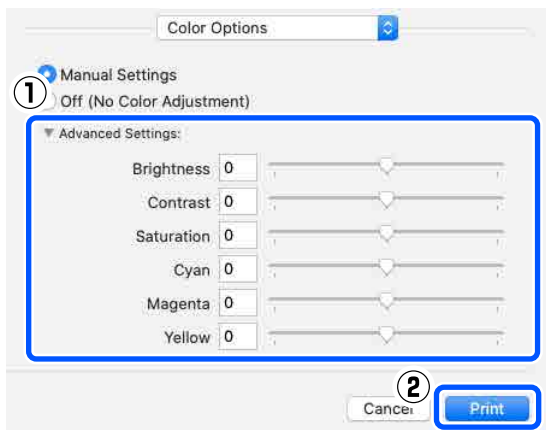 Color Options
Manual Settings
①
Off (No Color Adjustment)
Advanced Settings:
Brightness 0
Contrast 0
Saturation 0
Cyan 0
Magenta 0
Yellow 0
②
Cancel Print